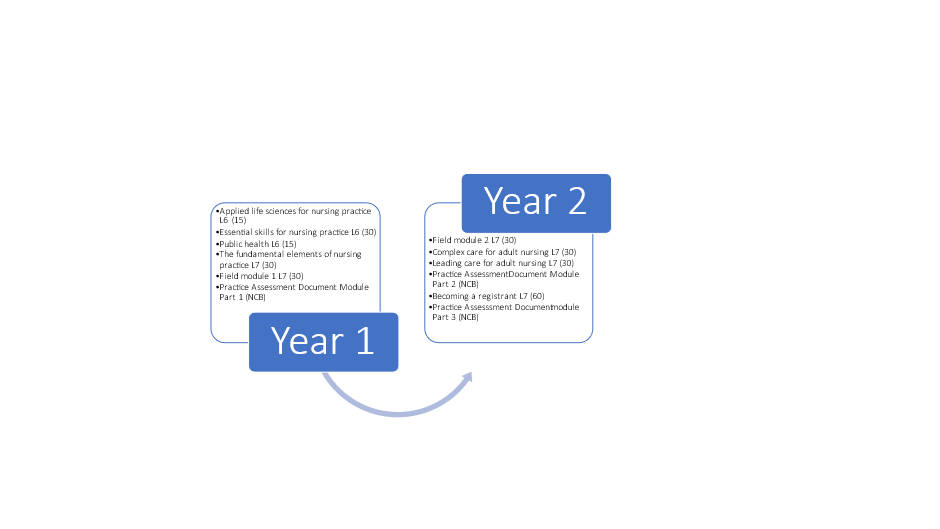 •Applied life sciences for nursing practice
L6 (15)
•Essential skills for nursing practice L6 (30)
•Public health L6 (15)
•The fundamental elements of nursing
practice L7 (30)
•Field module 1 L7 (30)
•Practice Assessment Document Module
Part 1 (NCB)
Year 1
Year 2
•Field module 2 L7 (30)
•Complex care for adult nursing L7 (30)
•Leading care for adult nursing L7 (30)
•Practice AssessmentDocument Module
Part 2 (NCB)
•Becoming a registrant L7 (60)
•Practice Assesssment Documentmodule
Part 3 (NCB)